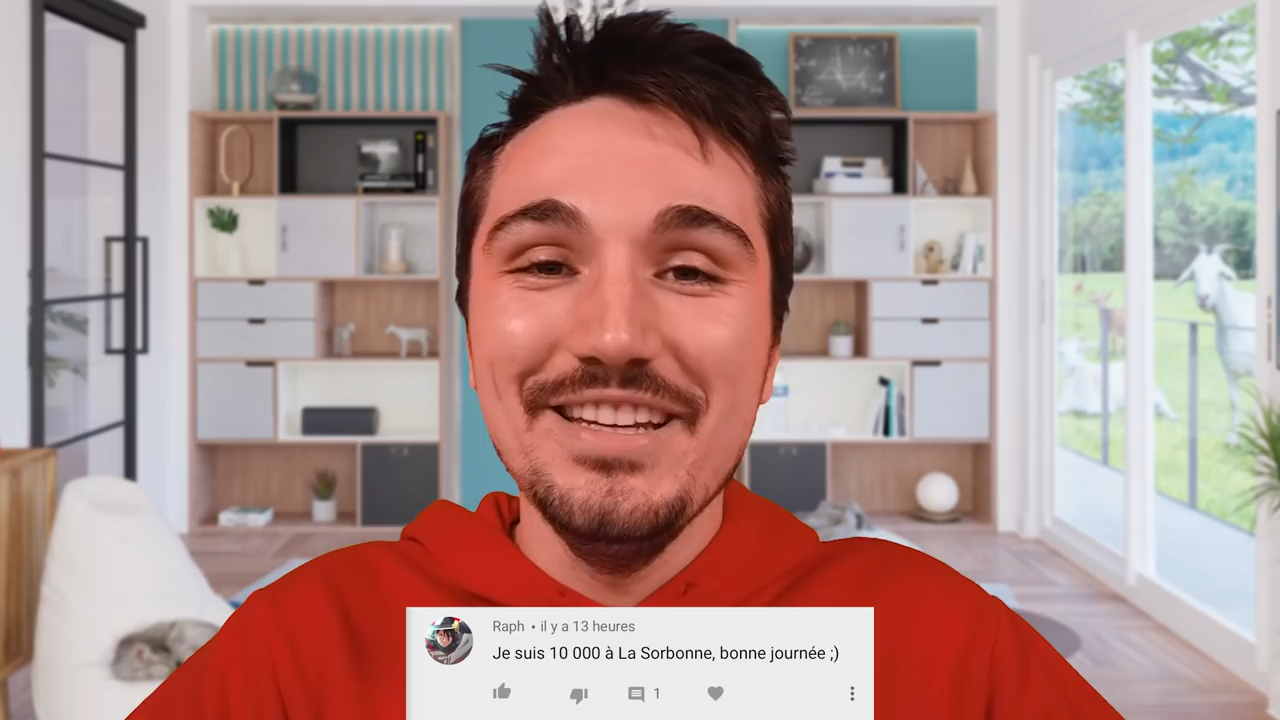 Raph • il y a 13 heures
Je suis 10 000 à La Sorbonne, bonne journée ;)
1